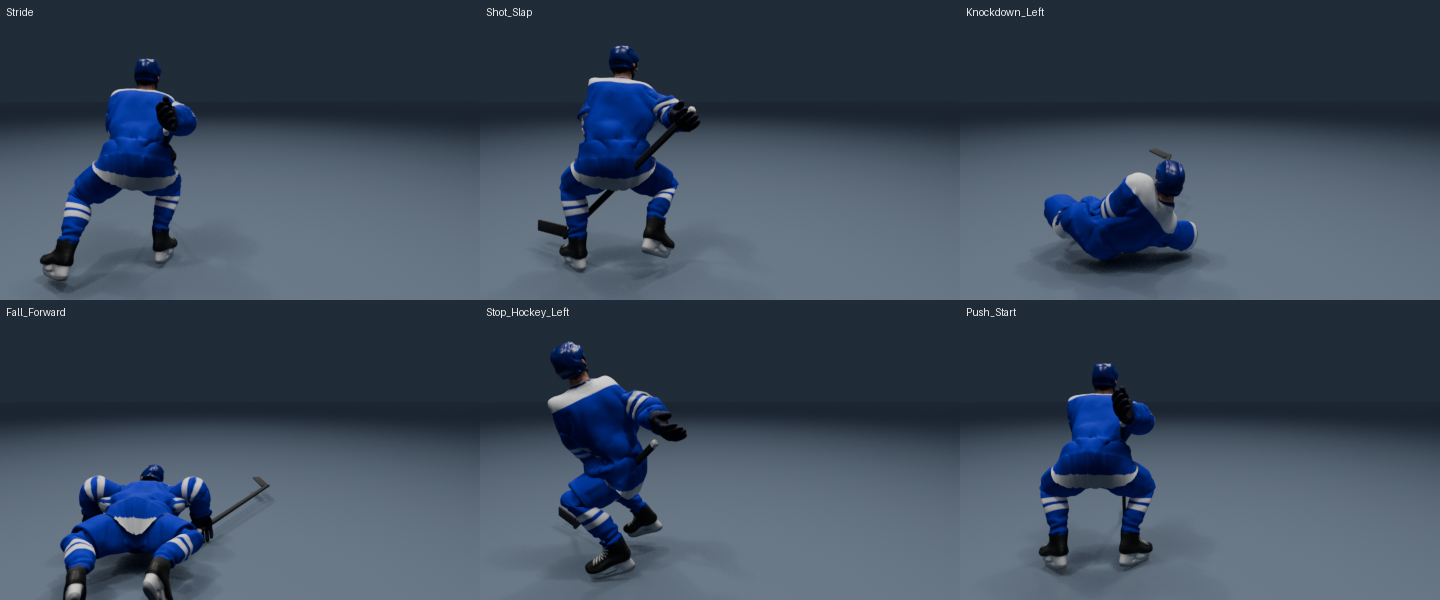 Stride
Shot_Slap
Knockdown_Left
Fall_Forward
Stop_Hockey_Left
Push_Start